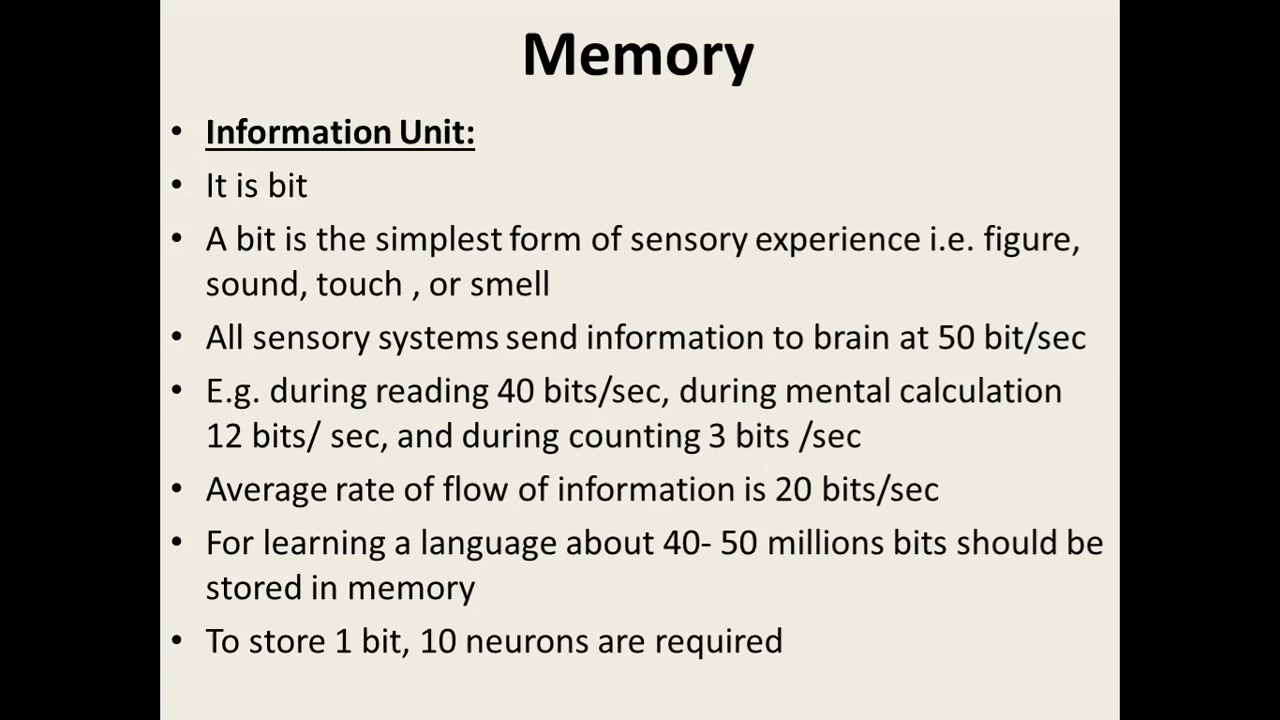 Memory
• Information Unit:
• It is bit
• A bit is the simplest form of sensory experience i.e. figure,
sound, touch , or smell
• All sensory systems send information to brain at 50 bit/sec
• E.g. during reading 40 bits/sec, during mental calculation
12 bits/ sec, and during counting 3 bits /sec
• Average rate of flow of information is 20 bits/sec
• For learning a language about 40- 50 millions bits should be
stored in memory
• To store 1 bit, 10 neurons are required